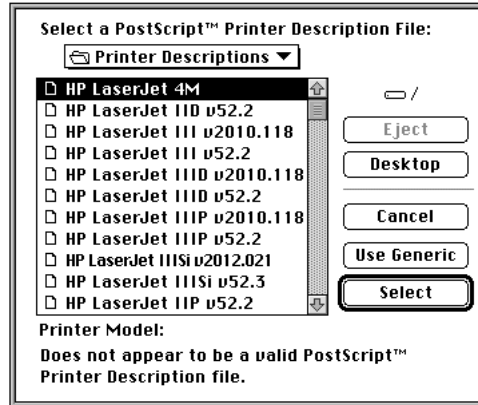 Select a PostScript™ Printer Description File:
Printer Descriptions
HP LaserJet 4M
HP LaserJet IID v52.2
HP LaserJet III v2010.118
HP LaserJet III v52.2
HP LaserJet IIID v2010.118
HP LaserJet IIID v52.2
HP LaserJet IIIP v2010.118
HP LaserJet IIIP v52.2
HP LaserJet IIISi v2012.021
HP LaserJet IIISi v52.3
HP LaserJet IIP v52.2
/
Eject
Desktop
Cancel
Use Generic
Select
Printer Model:
Does not appear to be a valid PostScript™
Printer Description file.